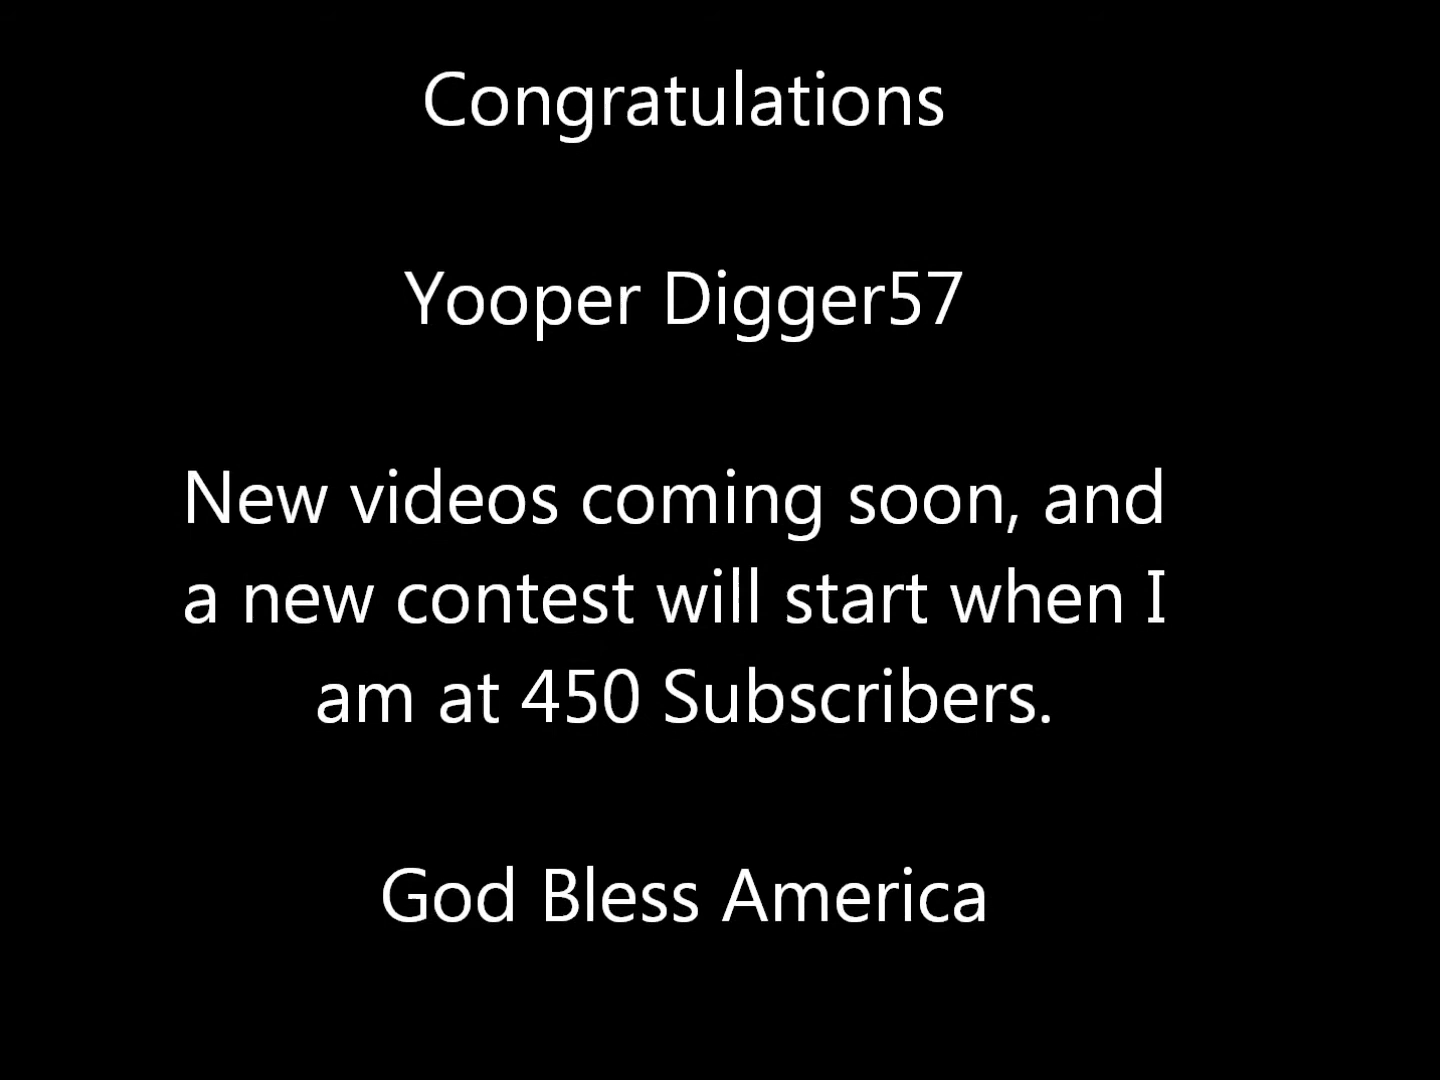 Congratulations
Yooper Digger57
New videos coming soon, and
a new contest will start when I
am at 450 Subscribers.
God Bless America